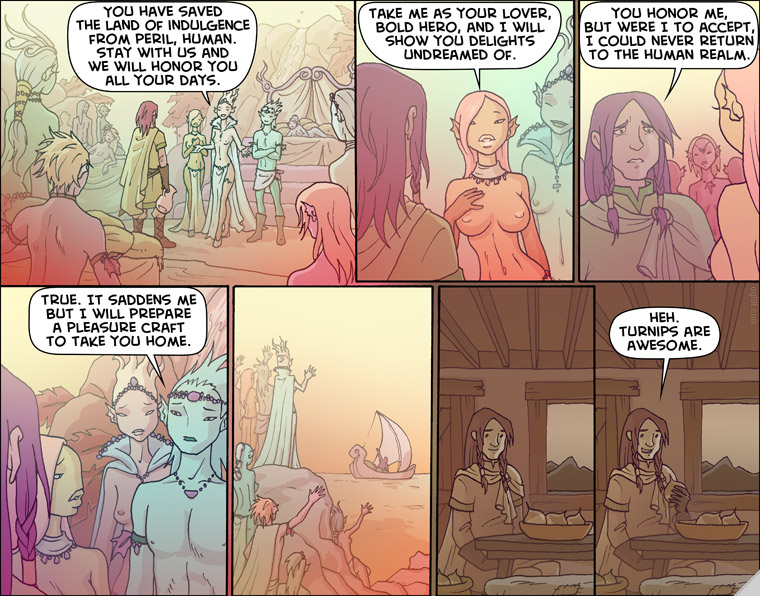 YOU HAVE SAVED
THE LAND OF INDULGENCE
FROM PERIL, HUMAN.
STAY WITH US AND
WE WILL HONOR YOU
ALL YOUR DAYS.
TAKE ME AS YOUR LOVER,
BOLD HERO, AND I WILL
SHOW YOU DELIGHTS
UNDREAMED OF.
YOU HONOR ME,
BUT WERE I TO ACCEPT,
I COULD NEVER RETURN
TO THE HUMAN REALM.
TRUE. IT SADDENS ME
BUT I WILL PREPARE
A PLEASURE CRAFT
TO TAKE YOU HOME.
HEH.
TURNIPS ARE
AWESOME.